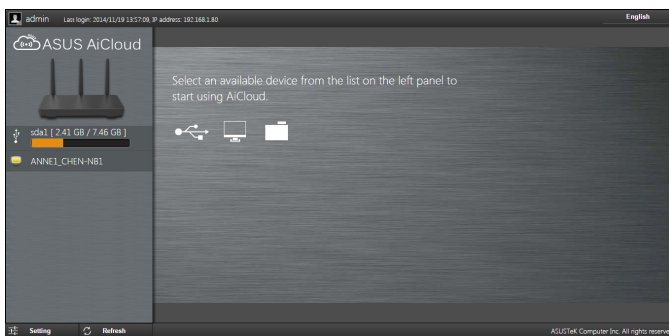 admin Last login: 2014/11/19 13:57:09, IP address: 192.168.1.80 English
ASUS AiCloud
Select an available device from the list on the left panel to
start using AiCloud.
sda1 [ 2.41 GB / 7.46 GB ]
ANNE1_CHEN-NB1
Setting Refresh ASUSTeK Computer Inc. All rights reserve